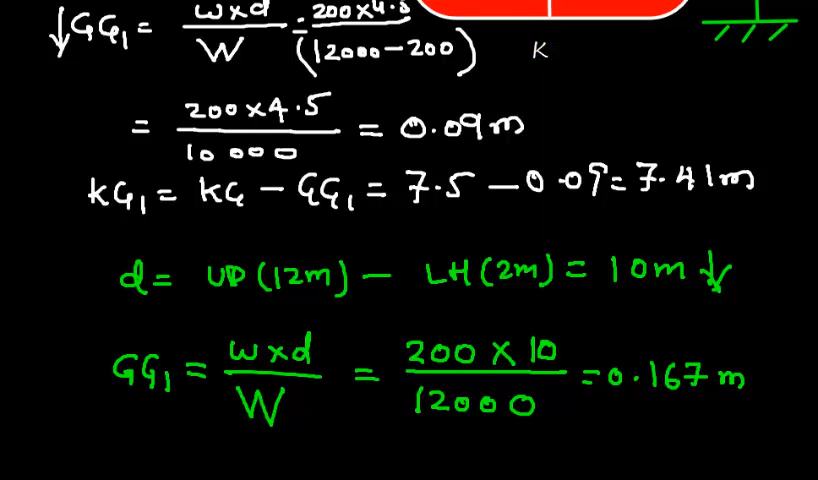 ↓GG₁ = w×d/W = 200×4.5/(12000-200) K
= 200×4.5/10000 = 0.09m
KG₁ = KG - GG₁ = 7.5 - 0.09 = 7.41m
d = UD(12m) - LH(2m) = 10m ↓
GG₁ = w×d/W = 200×10/12000 = 0.167m